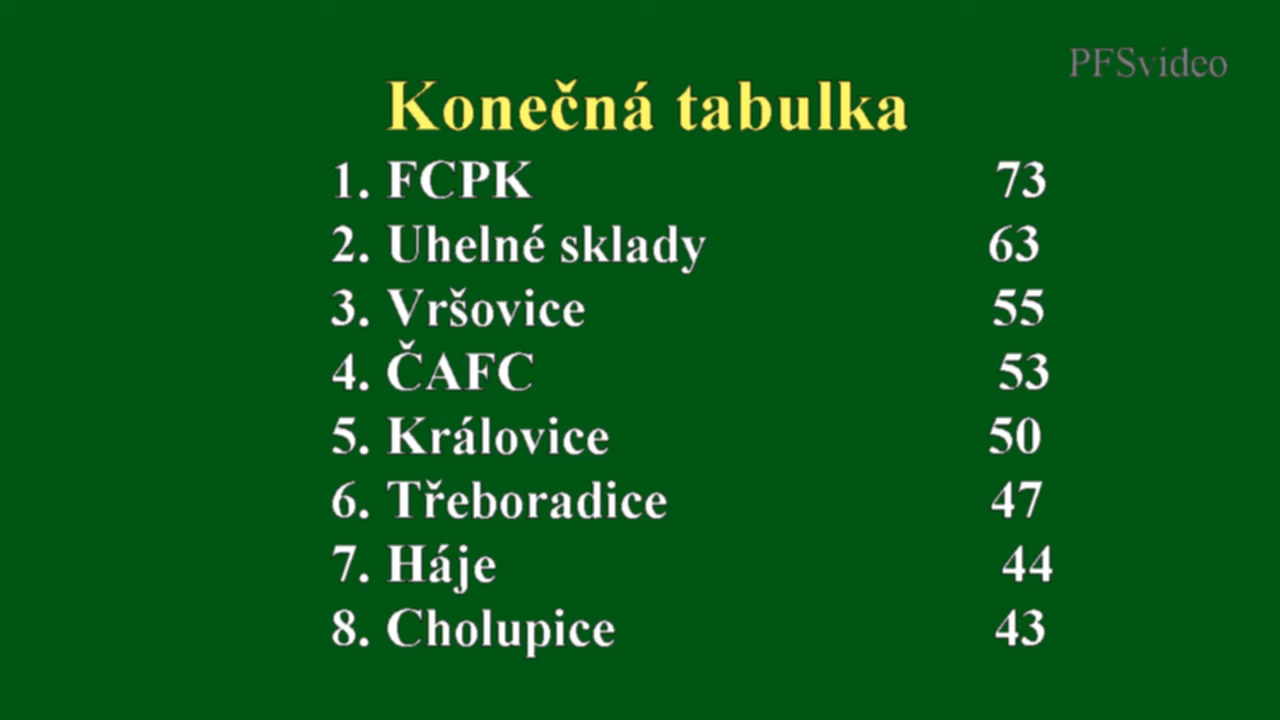 PFSvideo
Konečná tabulka
1. FCPK 73
2. Uhelné sklady 63
3. Vršovice 55
4. ČAFC 53
5. Královice 50
6. Třeboradice 47
7. Háje 44
8. Cholupice 43